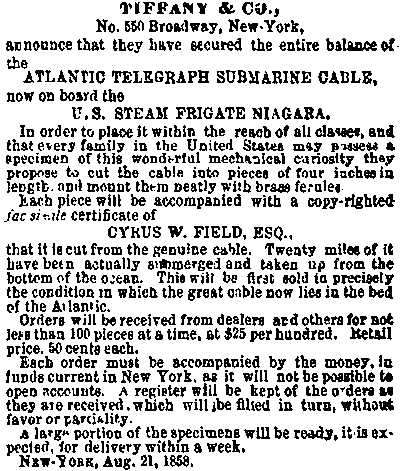 TIFFANY & CO.,
No. 550 Broadway, New-York,
announce that they have secured the entire balance of
the
ATLANTIC TELEGRAPH SUBMARINE CABLE,
now on board the
U. S. STEAM FRIGATE NIAGARA.
In order to place it within the reach of all classes, and
that every family in the United States may possess a
specimen of this wonderful mechanical curiosity they
propose to cut the cable into pieces of four inches in
length, and mount them neatly with brass ferules.
Each piece will be accompanied with a copy-righted
fac simile certificate of
CYRUS W. FIELD, ESQ.,
that it is cut from the genuine cable. Twenty miles of it
have been actually submerged and taken up from the
bottom of the ocean. This will be first sold in precisely
the condition in which the great cable now lies in the bed
of the Atlantic.
Orders will be received from dealers and others for not
less than 100 pieces at a time, at $25 per hundred. Retail
price, 50 cents each.
Each order must be accompanied by the money, in
funds current in New York, as it will not be possible to
open accounts. A register will be kept of the orders as
they are received, which will be filled in turn, without
favor or partiality.
A large portion of the specimens will be ready, it is ex-
pected, for delivery within a week.
NEW-YORK, Aug. 21, 1858.